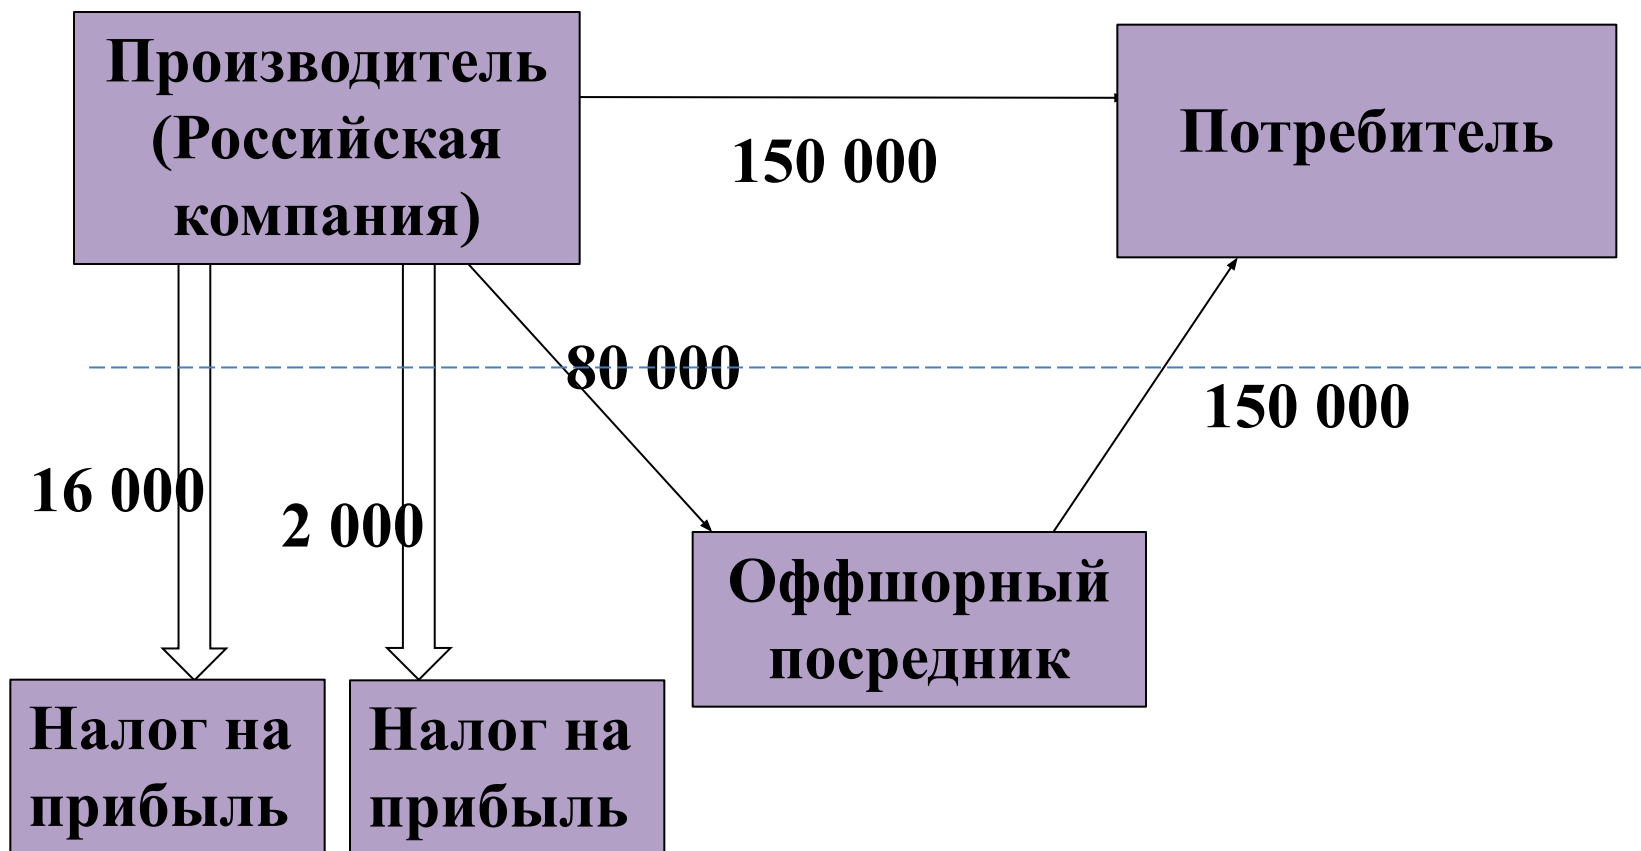 Производитель
(Российская
компания)
150 000
Потребитель
80 000
150 000
16 000
2 000
Оффшорный
посредник
Налог на
прибыль
Налог на
прибыль